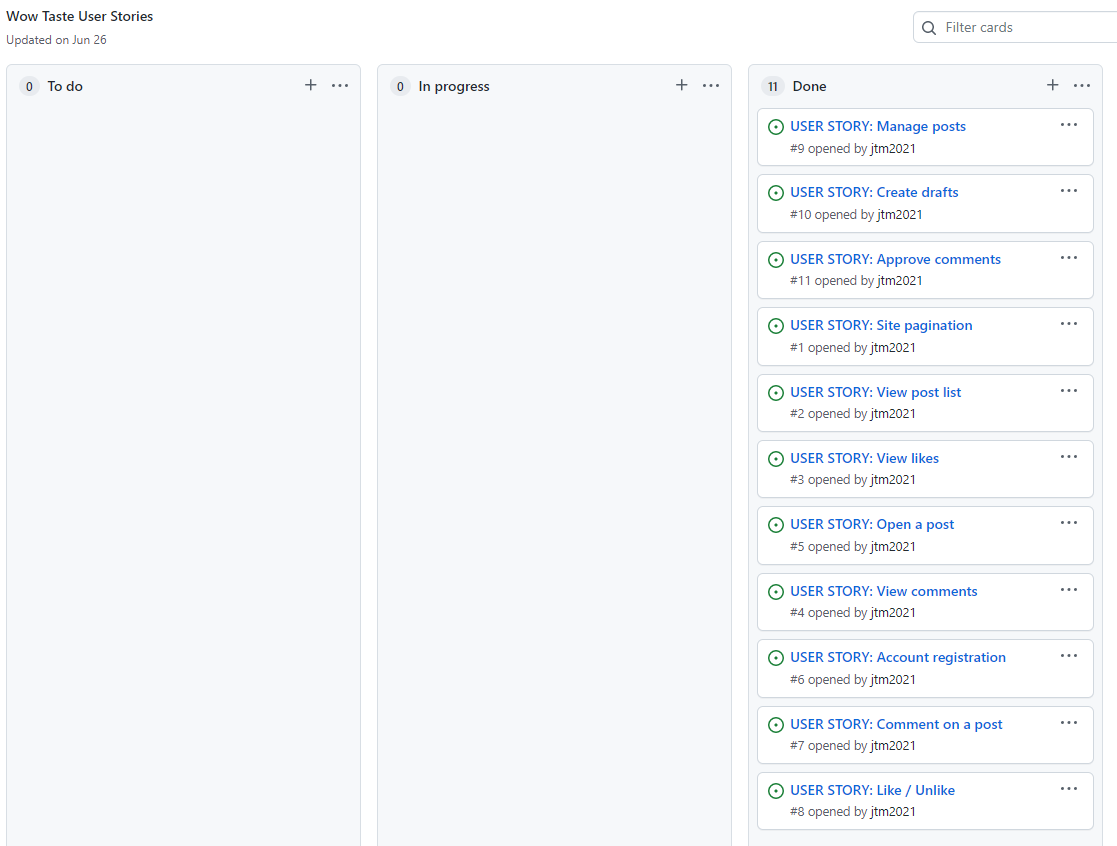 Wow Taste User Stories
Updated on Jun 26
Filter cards
0 To do
0 In progress
11 Done
USER STORY: Manage posts
#9 opened by jtm2021
USER STORY: Create drafts
#10 opened by jtm2021
USER STORY: Approve comments
#11 opened by jtm2021
USER STORY: Site pagination
#1 opened by jtm2021
USER STORY: View post list
#2 opened by jtm2021
USER STORY: View likes
#3 opened by jtm2021
USER STORY: Open a post
#5 opened by jtm2021
USER STORY: View comments
#4 opened by jtm2021
USER STORY: Account registration
#6 opened by jtm2021
USER STORY: Comment on a post
#7 opened by jtm2021
USER STORY: Like / Unlike
#8 opened by jtm2021